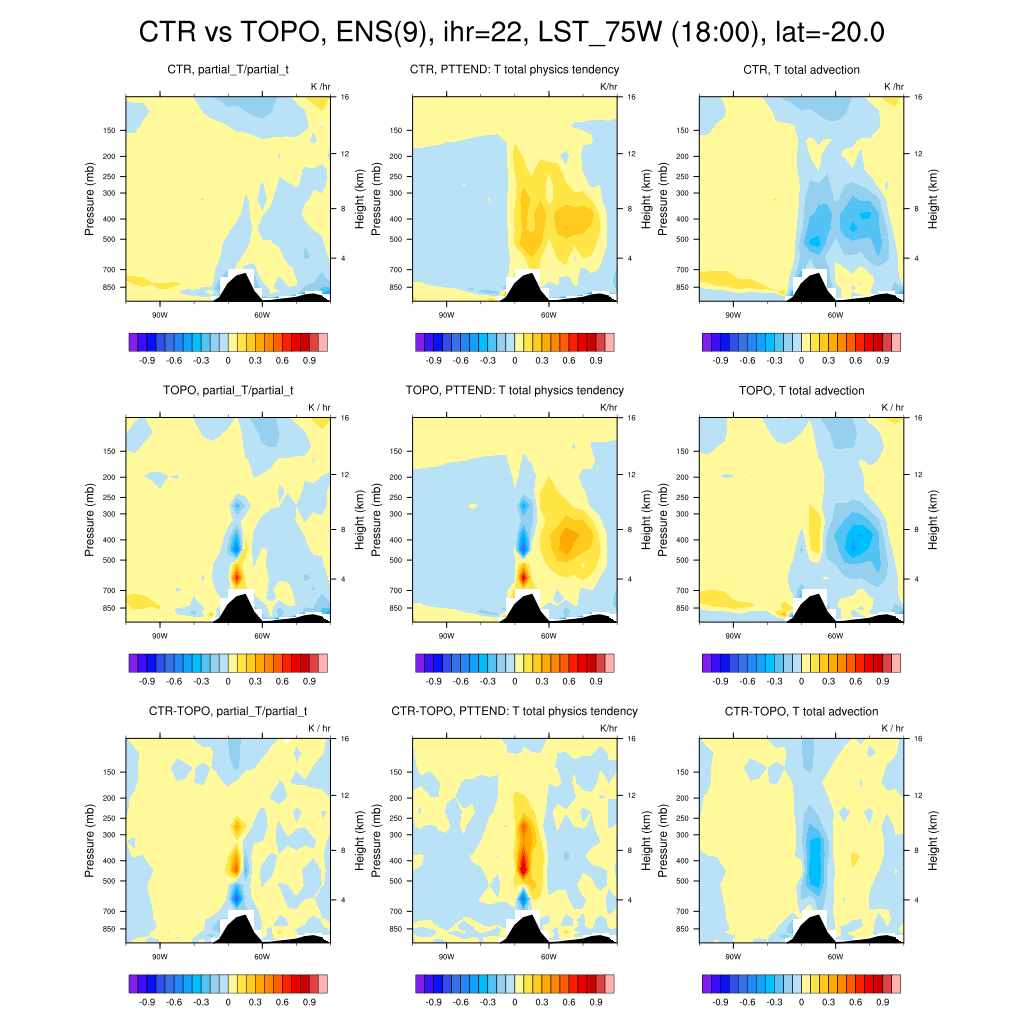 CTR vs TOPO, ENS(9), ihr=22, LST_75W (18:00), lat=-20.0
CTR, partial_T/partial_t
K /hr
Pressure (mb)
150
200
250
300
400
500
700
850
16
12
8
4
Height (km)
90W 60W
-0.9 -0.6 -0.3 0 0.3 0.6 0.9
CTR, PTTEND: T total physics tendency
K /hr
Pressure (mb)
150
200
250
300
400
500
700
850
16
12
8
4
Height (km)
90W 60W
-0.9 -0.6 -0.3 0 0.3 0.6 0.9
CTR, T total advection
K /hr
Pressure (mb)
150
200
250
300
400
500
700
850
16
12
8
4
Height (km)
90W 60W
-0.9 -0.6 -0.3 0 0.3 0.6 0.9
TOPO, partial_T/partial_t
K / hr
Pressure (mb)
150
200
250
300
400
500
700
850
16
12
8
4
Height (km)
90W 60W
-0.9 -0.6 -0.3 0 0.3 0.6 0.9
TOPO, PTTEND: T total physics tendency
K/hr
Pressure (mb)
150
200
250
300
400
500
700
850
16
12
8
4
Height (km)
90W 60W
-0.9 -0.6 -0.3 0 0.3 0.6 0.9
TOPO, T total advection
K / hr
Pressure (mb)
150
200
250
300
400
500
700
850
16
12
8
4
Height (km)
90W 60W
-0.9 -0.6 -0.3 0 0.3 0.6 0.9
CTR-TOPO, partial_T/partial_t
K / hr
Pressure (mb)
150
200
250
300
400
500
700
850
16
12
8
4
Height (km)
90W 60W
-0.9 -0.6 -0.3 0 0.3 0.6 0.9
CTR-TOPO, PTTEND: T total physics tendency
K/hr
Pressure (mb)
150
200
250
300
400
500
700
850
16
12
8
4
Height (km)
90W 60W
-0.9 -0.6 -0.3 0 0.3 0.6 0.9
CTR-TOPO, T total advection
K / hr
Pressure (mb)
150
200
250
300
400
500
700
850
16
12
8
4
Height (km)
90W 60W
-0.9 -0.6 -0.3 0 0.3 0.6 0.9